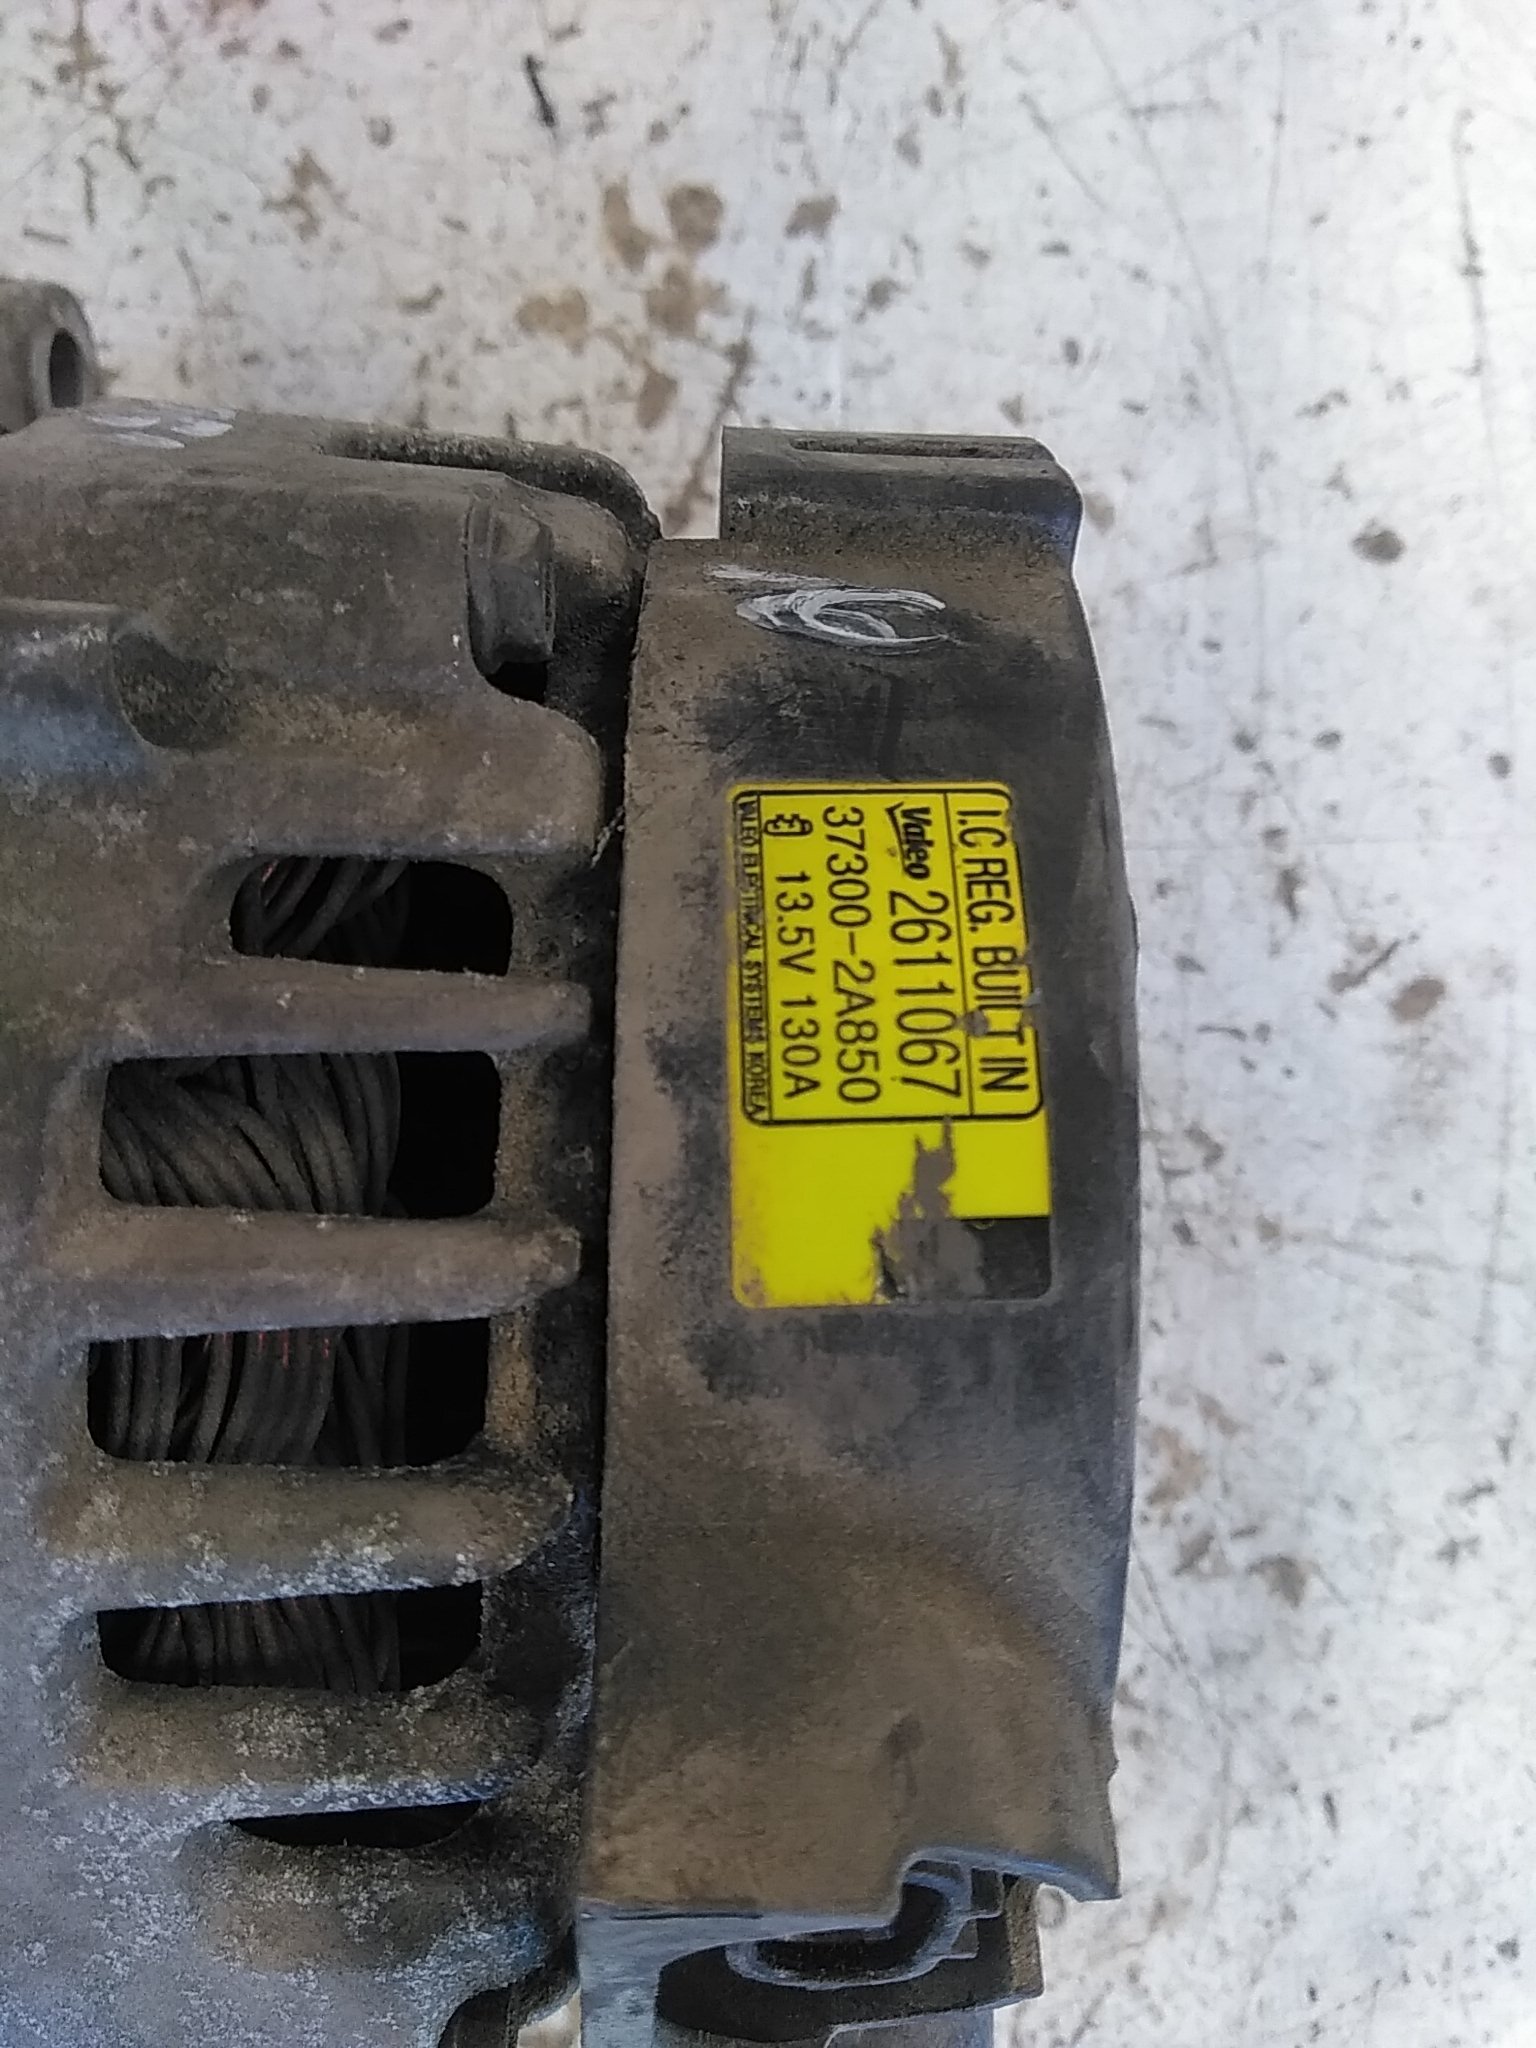 I.C REG. BUILT IN
Valeo 2611067
37300-2A850
13.5V 130A
VALEO ELECTRICAL SYSTEMS KOREA